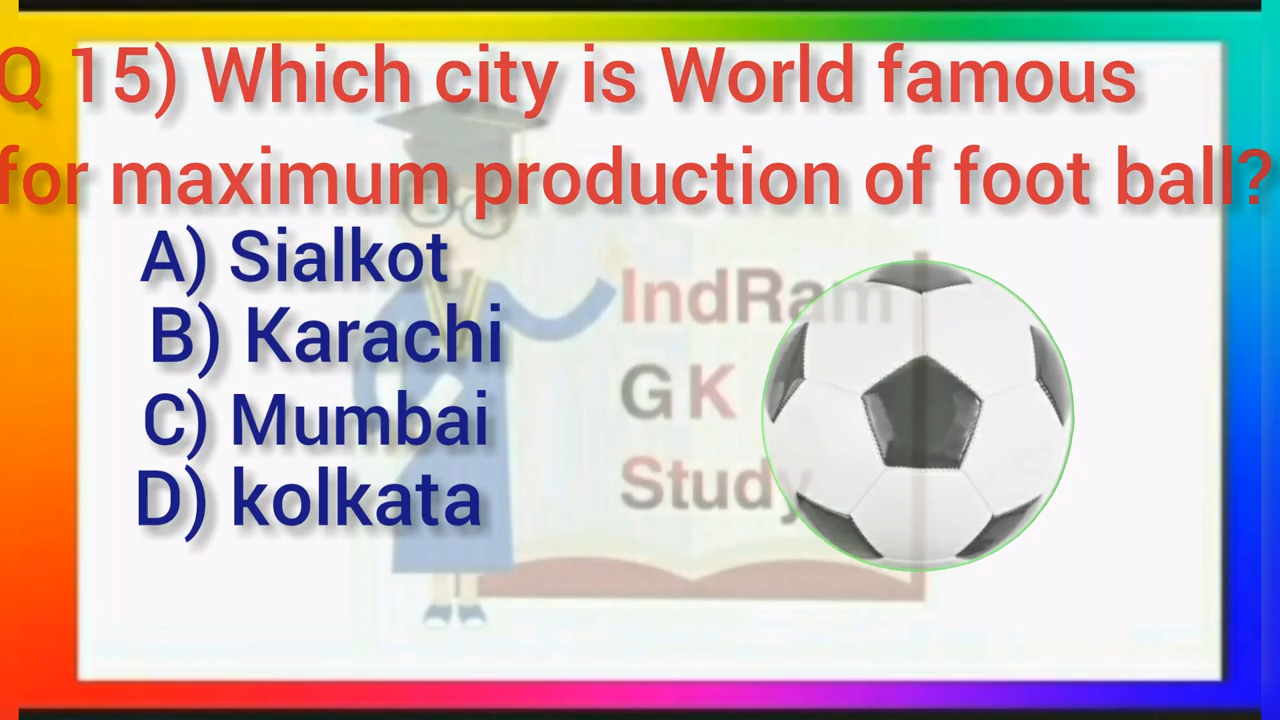 Q 15) Which city is World famous
for maximum production of foot ball?
A) Sialkot
B) Karachi
C) Mumbai
D) kolkata
IndRam
GK
Study